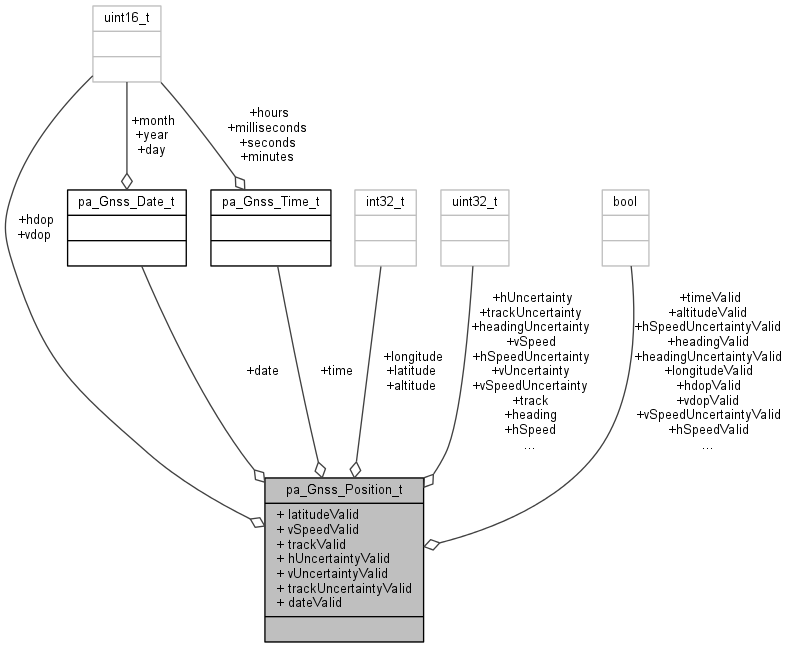 uint16_t
+hours
+milliseconds
+seconds
+minutes
+month
+year
+day
+hdop
+vdop
pa_Gnss_Date_t
pa_Gnss_Time_t
int32_t
uint32_t
bool
+date
+time
+longitude
+latitude
+altitude
+hUncertainty
+trackUncertainty
+headingUncertainty
+vSpeed
+hSpeedUncertainty
+vUncertainty
+vSpeedUncertainty
+track
+heading
+hSpeed
...
+timeValid
+altitudeValid
+hSpeedUncertaintyValid
+headingValid
+headingUncertaintyValid
+longitudeValid
+hdopValid
+vdopValid
+vSpeedUncertaintyValid
+hSpeedValid
...
pa_Gnss_Position_t
+ latitudeValid
+ vSpeedValid
+ trackValid
+ hUncertaintyValid
+ vUncertaintyValid
+ trackUncertaintyValid
+ dateValid